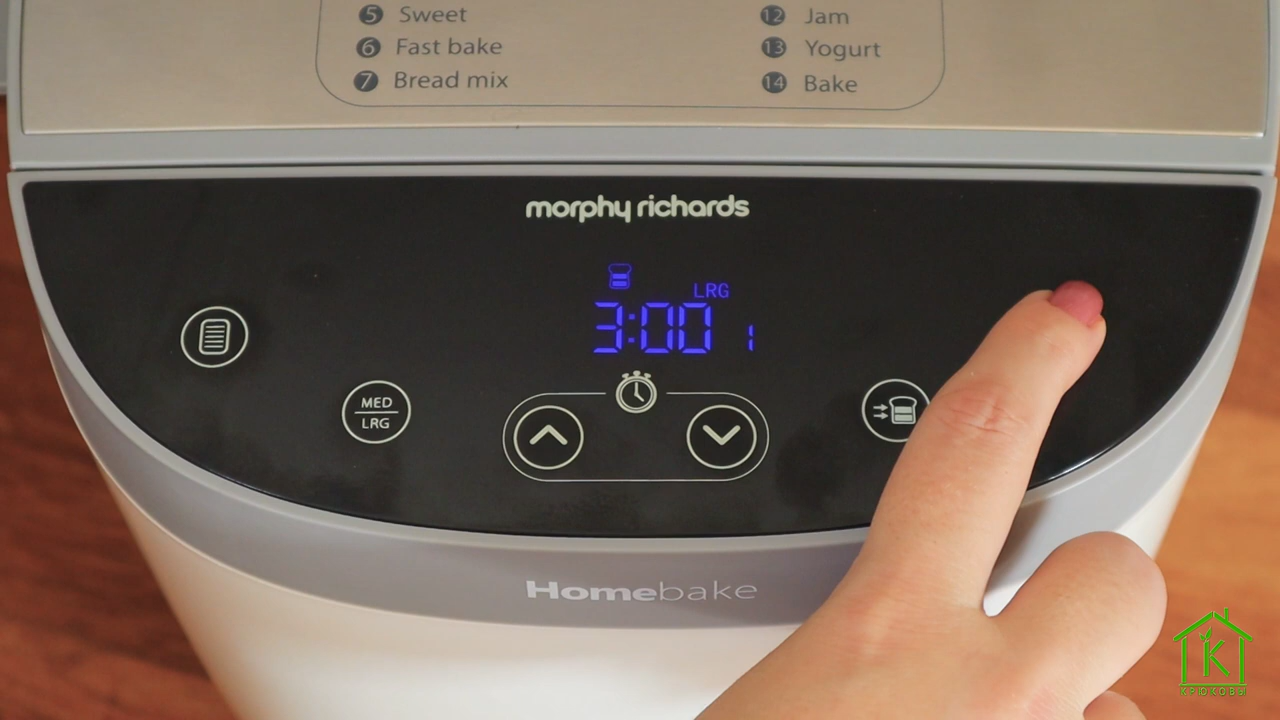 5 Sweet
6 Fast bake
7 Bread mix
12 Jam
13 Yogurt
14 Bake
morphy richards
LRG
3:00 1
MED
LRG
Homebake
К
КРЮКОВЫ